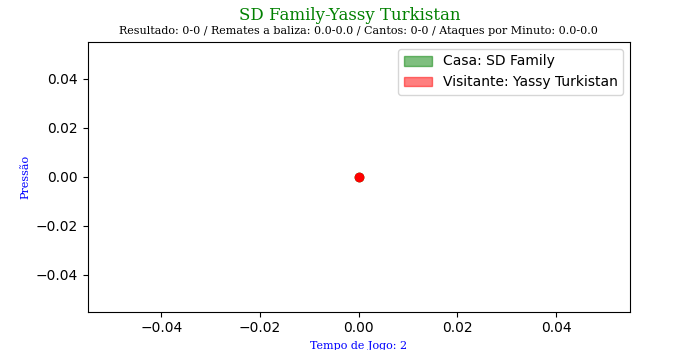 SD Family-Yassy Turkistan
Resultado: 0-0 / Remates a baliza: 0.0-0.0 / Cantos: 0-0 / Ataques por Minuto: 0.0-0.0
Casa: SD Family
Visitante: Yassy Turkistan
0.04
0.02
0.00
−0.02
−0.04
Pressão
−0.04 −0.02 0.00 0.02 0.04
Tempo de Jogo: 2